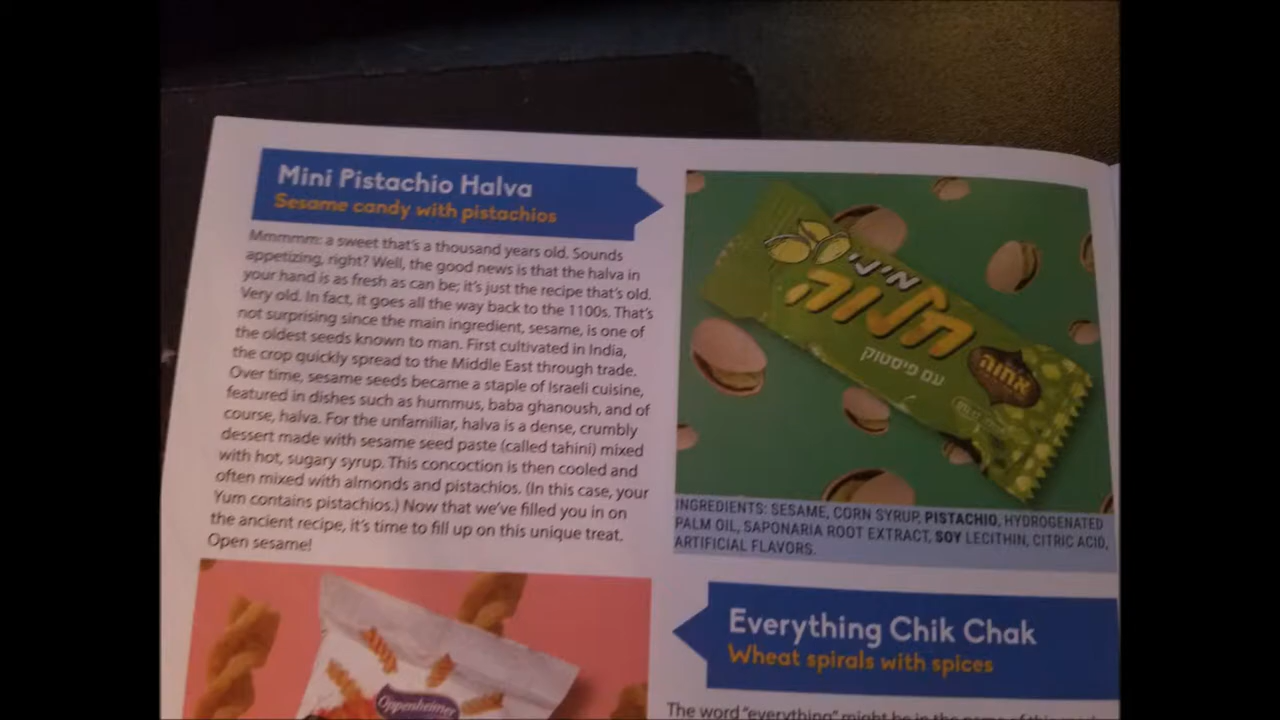 Mini Pistachio Halva
Sesame candy with pistachios
Mmmmm: a sweet that's a thousand years old. Sounds
appetizing, right? Well, the good news is that the halva in
your hand is as fresh as can be; it's just the recipe that's old.
Very old. In fact, it goes all the way back to the 1100s. That's
not surprising since the main ingredient, sesame, is one of
the oldest seeds known to man. First cultivated in India,
the crop quickly spread to the Middle East through trade.
Over time, sesame seeds became a staple of Israeli cuisine,
featured in dishes such as hummus, baba ghanoush, and of
course, halva. For the unfamiliar, halva is a dense, crumbly
dessert made with sesame seed paste (called tahini) mixed
with hot, sugary syrup. This concoction is then cooled and
often mixed with almonds and pistachios. (In this case, your
Yum contains pistachios.) Now that we've filled you in on
the ancient recipe, it's time to fill up on this unique treat.
Open sesame!
מיני
חלוה
עם פיסטוק
אחוה
INGREDIENTS: SESAME, CORN SYRUP, PISTACHIO, HYDROGENATED
PALM OIL, SAPONARIA ROOT EXTRACT, SOY LECITHIN, CITRIC ACID,
ARTIFICIAL FLAVORS.
Oppenheimer
Everything Chik Chak
Wheat spirals with spices
The word "everything" might be in the name of